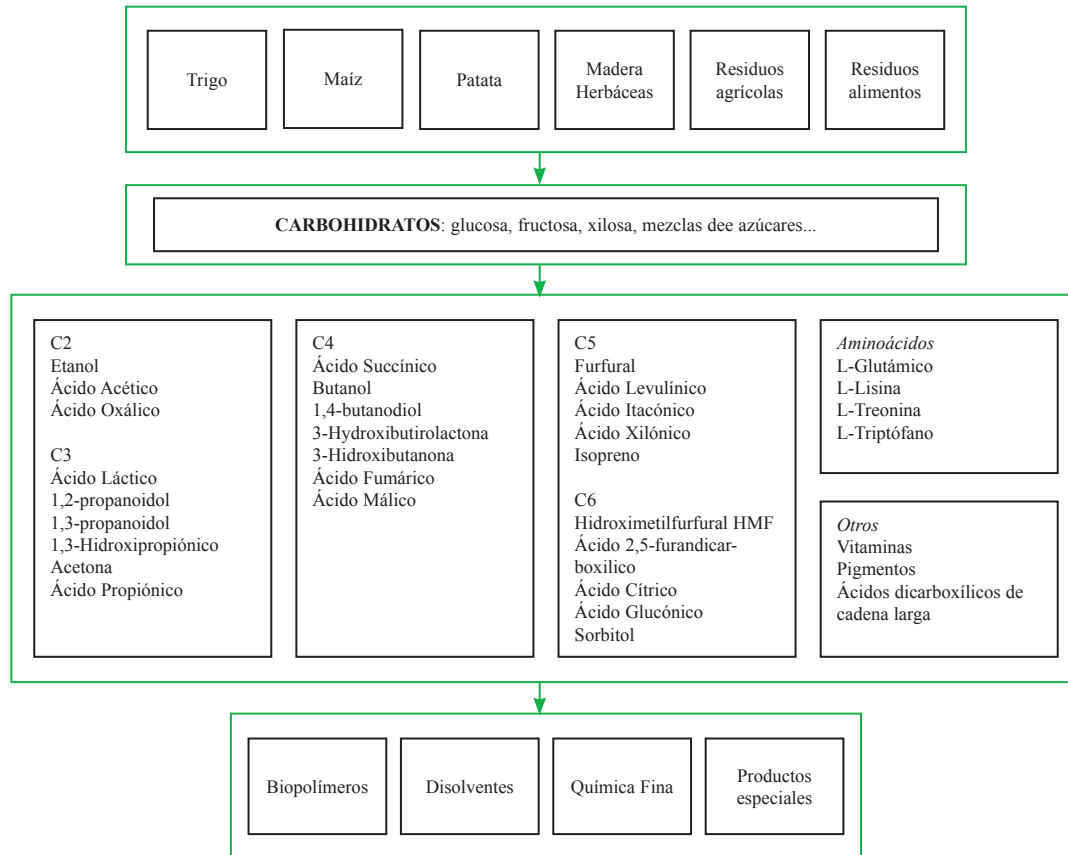 Trigo
Maíz
Patata
Madera
Herbáceas
Residuos
agrícolas
Residuos
alimentos
CARBOHIDRATOS: glucosa, fructosa, xilosa, mezclas dee azúcares...
C2
Etanol
Ácido Acético
Ácido Oxálico
C3
Ácido Láctico
1,2-propanoidol
1,3-propanoidol
1,3-Hidroxipropiónico
Acetona
Ácido Propiónico
C4
Ácido Succínico
Butanol
1,4-butanodiol
3-Hydroxibutirolactona
3-Hidroxibutanona
Ácido Fumárico
Ácido Málico
C5
Furfural
Ácido Levulínico
Ácido Itacónico
Ácido Xilónico
Isopreno
C6
Hidroximetilfurfural HMF
Ácido 2,5-furandicar-
boxilico
Ácido Cítrico
Ácido Glucónico
Sorbitol
Aminoácidos
L-Glutámico
L-Lisina
L-Treonina
L-Triptófano
Otros
Vitaminas
Pigmentos
Ácidos dicarboxílicos de
cadena larga
Biopolímeros
Disolventes
Química Fina
Productos
especiales